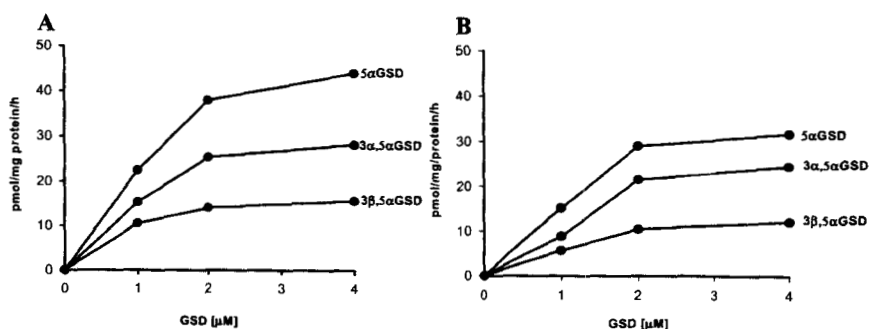 A
pmol/mg protein/h
50
40
30
20
10
0
5αGSD
3α,5αGSD
3β,5αGSD
0
1
2
3
4
GSD [μM]
B
pmol/mg/protein/h
50
40
30
20
10
0
5αGSD
3α,5αGSD
3β,5αGSD
0
1
2
3
4
GSD [μM]